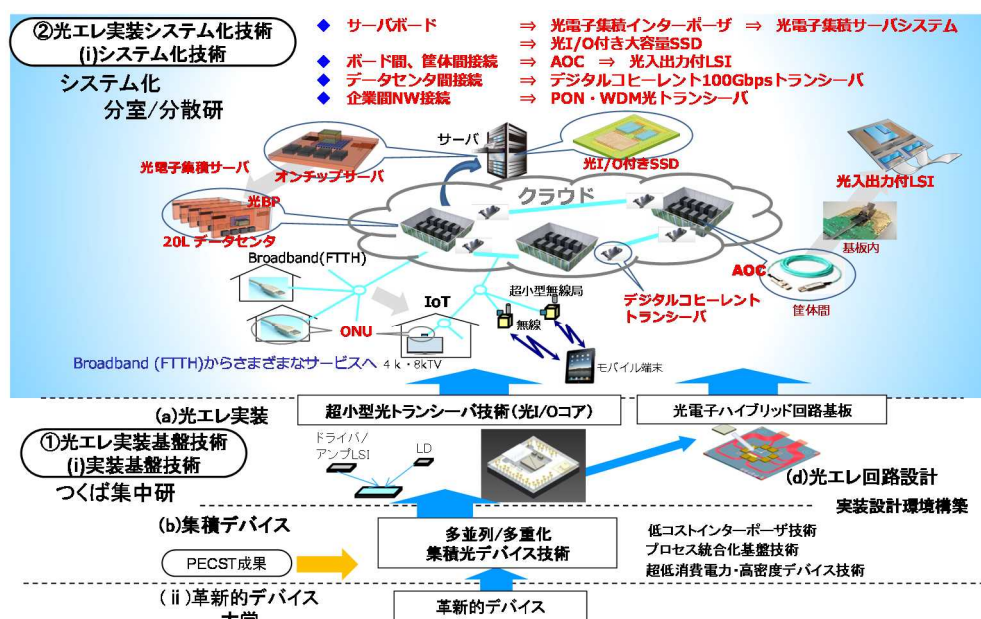 ②光エレ実装システム化技術
(i)システム化技術
システム化
分室/分散研
◆ サーバボード ⇒ 光電子集積インターポーザ ⇒ 光電子集積サーバシステム
⇒ 光I/O付き大容量SSD
◆ ボード間、筐体間接続 ⇒ AOC ⇒ 光入出力付LSI
◆ データセンタ間接続 ⇒ デジタルコヒーレント100Gbpsトランシーバ
◆ 企業間NW接続 ⇒ PON・WDM光トランシーバ
サーバ
光電子集積サーバ
オンチップサーバ
光I/O付きSSD
光入出力付LSI
クラウド
光BP
20L データセンタ
基板内
Broadband(FTTH)
AOC
筐体間
IoT
超小型無線局
デジタルコヒーレント
トランシーバ
無線
ONU
モバイル端末
Broadband (FTTH)からさまざまなサービスへ
4k・8kTV
(a)光エレ実装
超小型光トランシーバ技術(光I/Oコア)
光電子ハイブリッド回路基板
①光エレ実装基盤技術
(i)実装基盤技術
つくば集中研
ドライバ/
アンプLSI
LD
(d)光エレ回路設計
実装設計環境構築
(b)集積デバイス
多並列/多重化
集積光デバイス技術
低コストインターポーザ技術
プロセス統合化基盤技術
超低消費電力・高密度デバイス技術
PECST成果
(ii)革新的デバイス
革新的デバイス